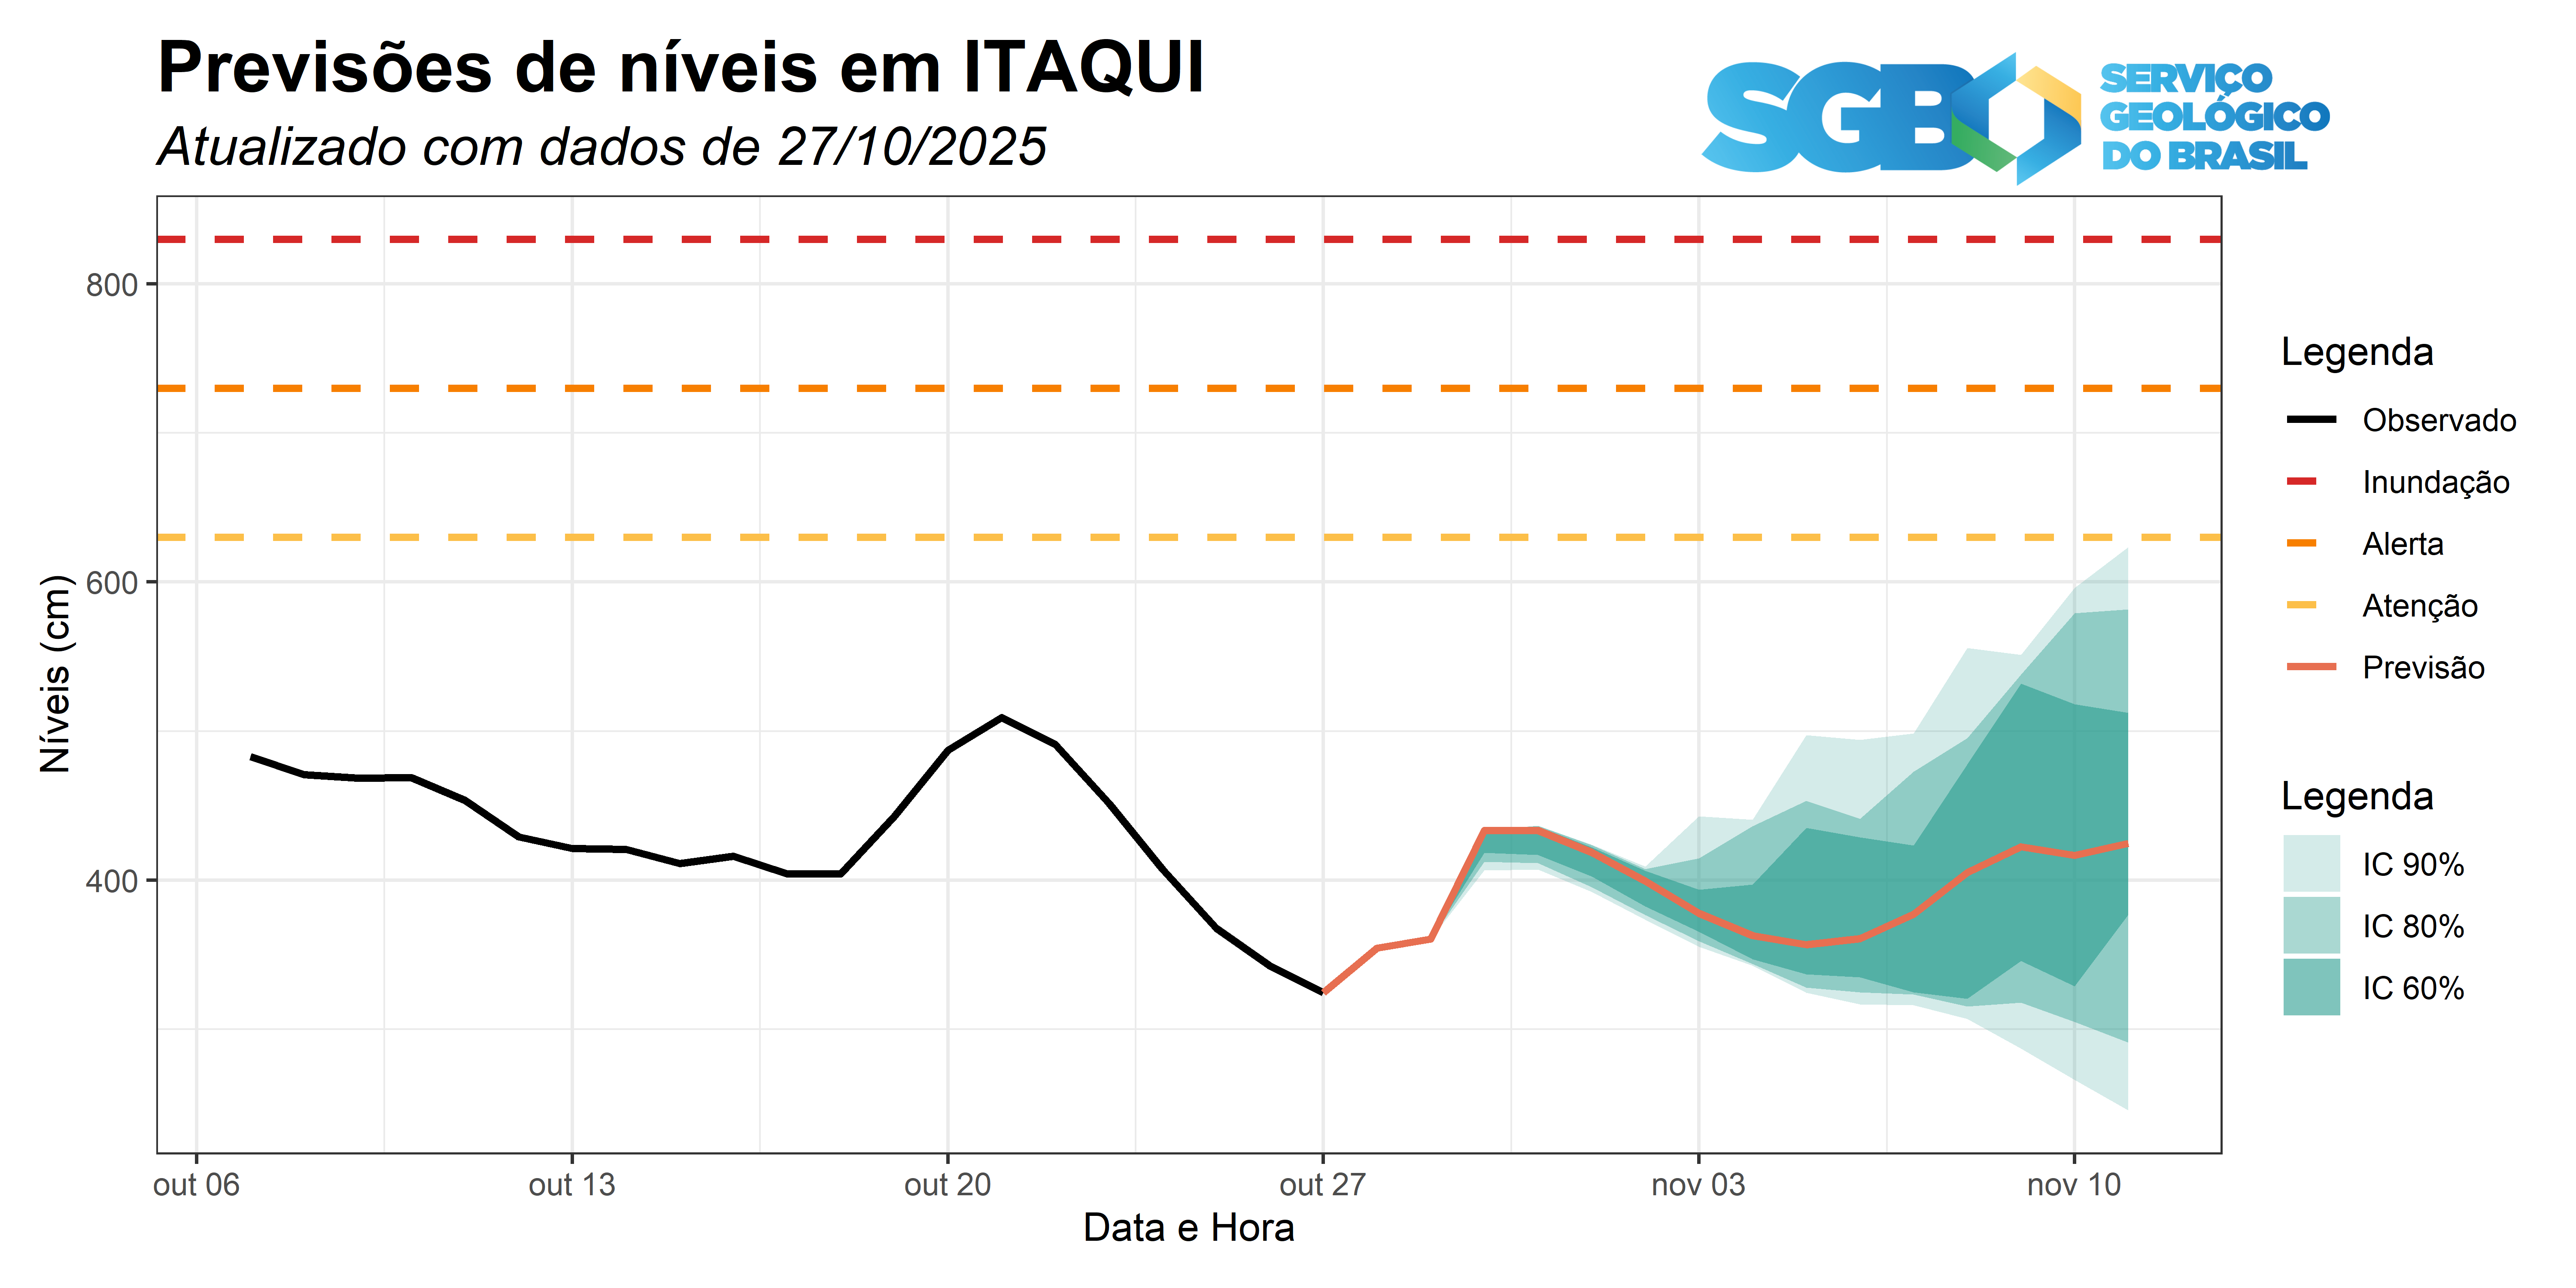 Previsões de níveis em ITAQUI
Atualizado com dados de 27/10/2025
SGB
SERVIÇO
GEOLÓGICO
DO BRASIL
800
600
400
Níveis (cm)
out 06
out 13
out 20
out 27
nov 03
nov 10
Data e Hora
Legenda
Observado
Inundação
Alerta
Atenção
Previsão
Legenda
IC 90%
IC 80%
IC 60%